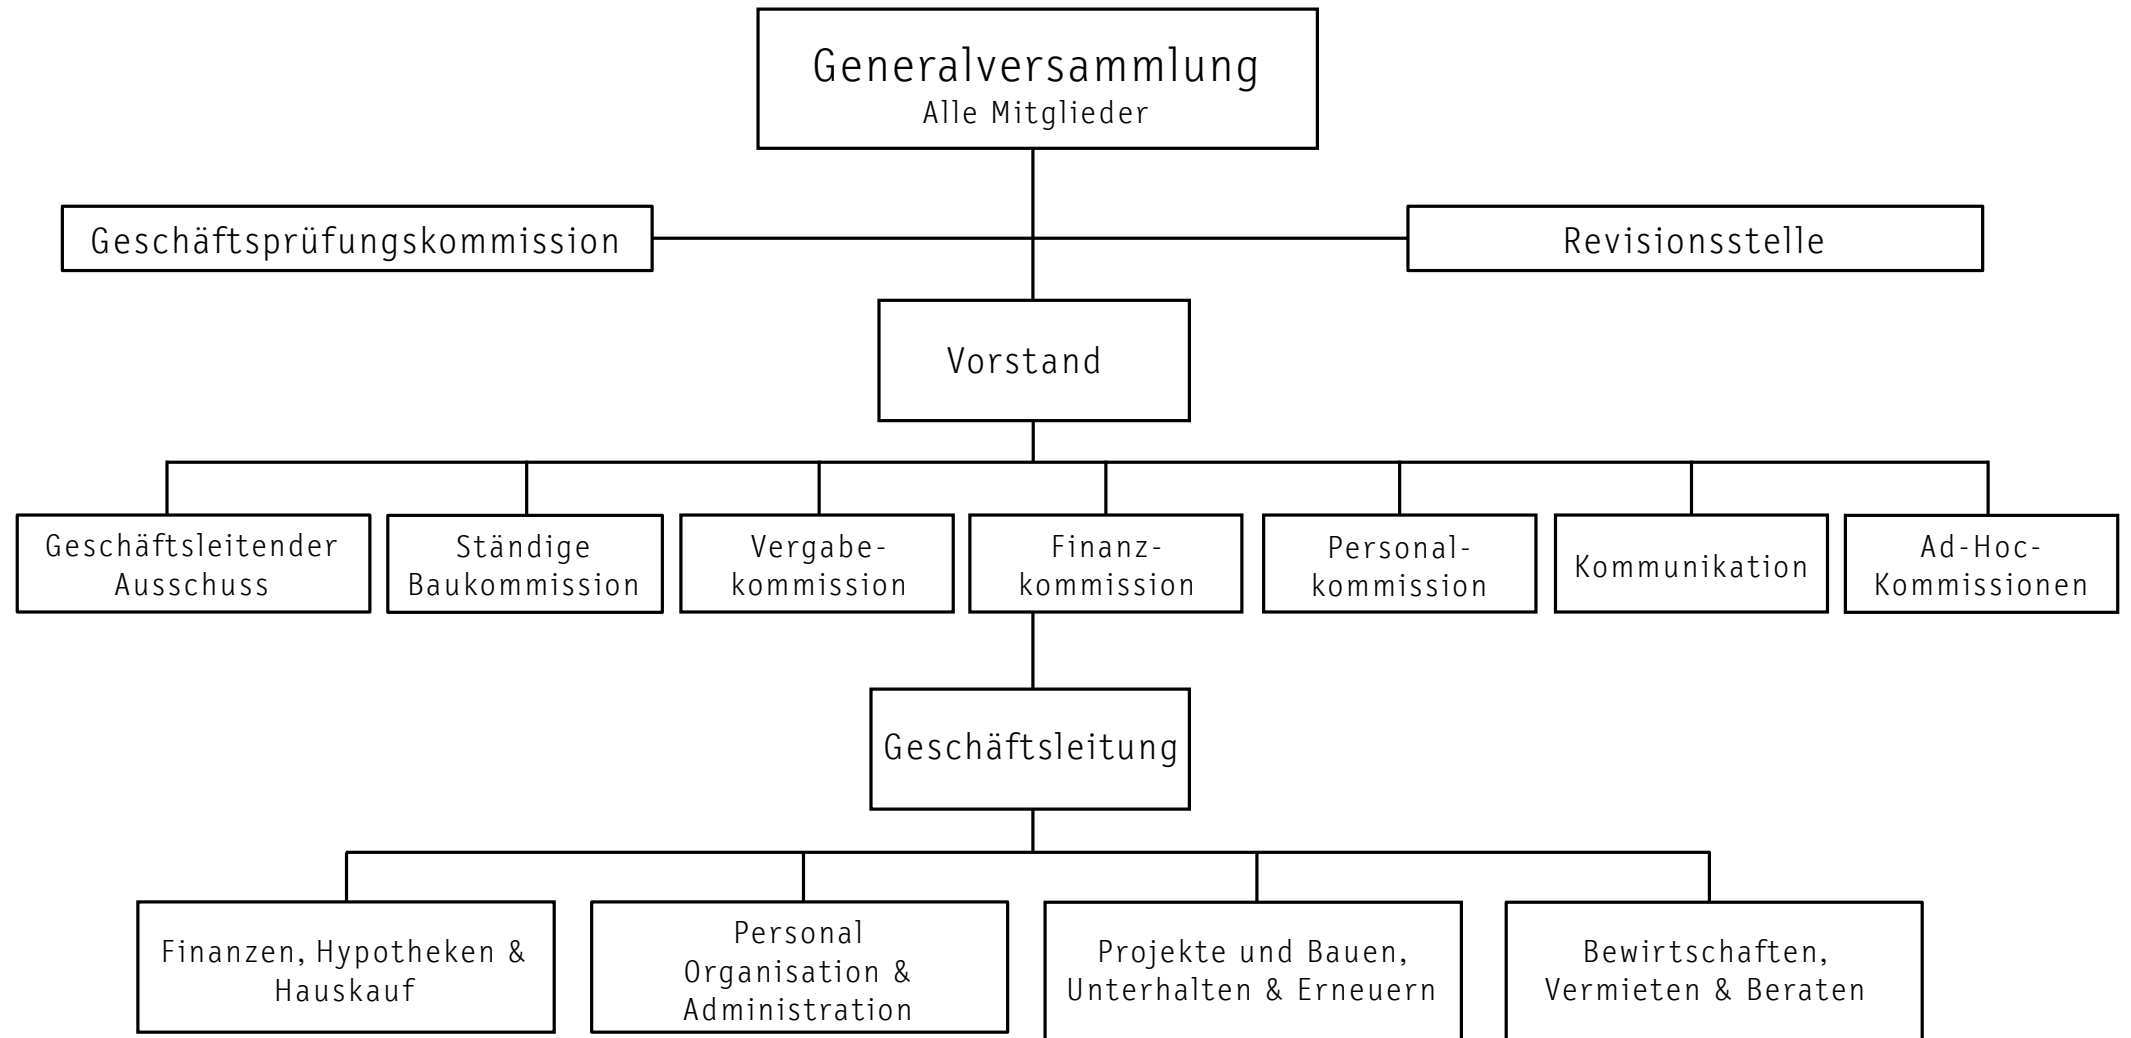 Generalversammlung
Alle Mitglieder
Geschäftsprüfungskommission
Revisionsstelle
Vorstand
Geschäftsleitender
Ausschuss
Ständige
Baukommission
Vergabe-
kommission
Finanz-
kommission
Personal-
kommission
Kommunikation
Ad-Hoc-
Kommissionen
Geschäftsleitung
Finanzen, Hypotheken &
Hauskauf
Personal
Organisation &
Administration
Projekte und Bauen,
Unterhalten & Erneuern
Bewirtschaften,
Vermieten & Beraten